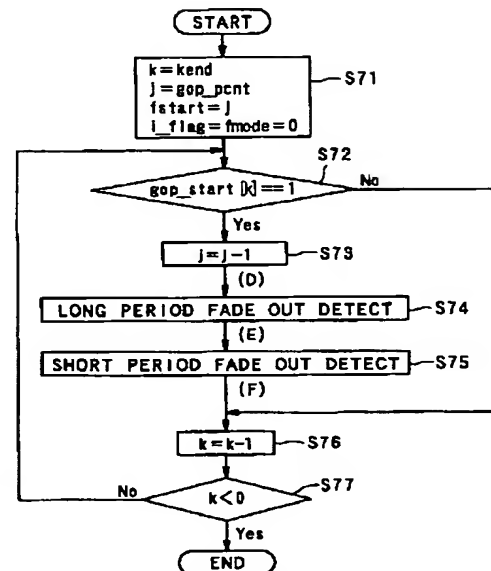 START
k=kend
j=gop_pcnt
fstart=j
i_flag=fmode=0
S71
S72
gop_start [k]==1
No
Yes
j=j-1
S73
(D)
LONG PERIOD FADE OUT DETECT
S74
(E)
SHORT PERIOD FADE OUT DETECT
S75
(F)
k=k-1
S76
No
k<0
S77
Yes
END